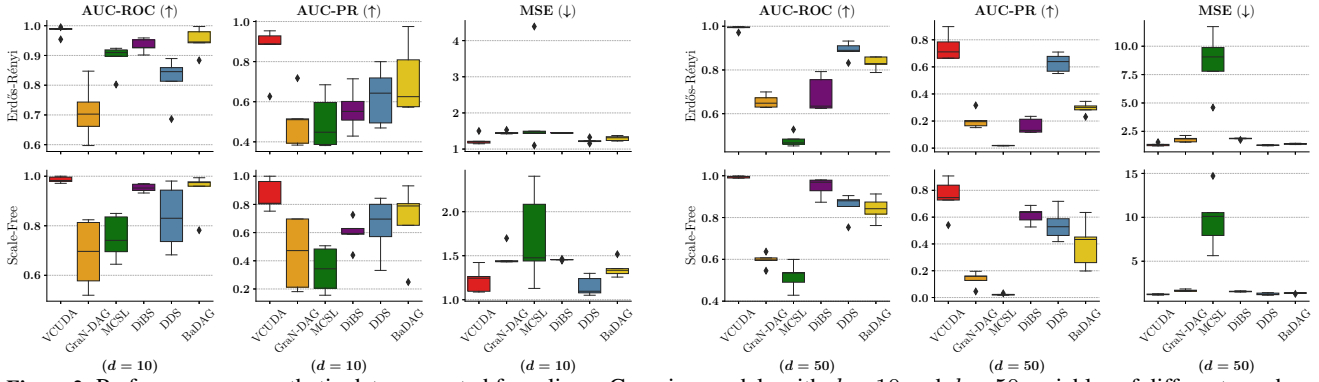 AUC-ROC (↑)
AUC-PR (↑)
MSE (↓)
Erdős-Rényi
1.0
0.9
0.8
0.7
0.6
1.0
0.8
0.6
0.4
4
3
2
1
Scale-Free
1.0
0.8
0.6
1.0
0.8
0.6
0.4
0.2
2.0
1.5
1.0
VCUDA
GraN-DAG
MCSL
DiBS
DDS
BaDAG
VCUDA
GraN-DAG
MCSL
DiBS
DDS
BaDAG
VCUDA
GraN-DAG
MCSL
DiBS
DDS
BaDAG
(d = 10)
(d = 10)
(d = 10)
AUC-ROC (↑)
AUC-PR (↑)
MSE (↓)
Erdős-Rényi
1.0
0.8
0.6
0.8
0.6
0.4
0.2
0.0
10.0
7.5
5.0
2.5
Scale-Free
1.0
0.8
0.6
0.4
0.8
0.6
0.4
0.2
0.0
15
10
5
VCUDA
GraN-DAG
MCSL
DiBS
DDS
BaDAG
VCUDA
GraN-DAG
MCSL
DiBS
DDS
BaDAG
VCUDA
GraN-DAG
MCSL
DiBS
DDS
BaDAG
(d = 50)
(d = 50)
(d = 50)